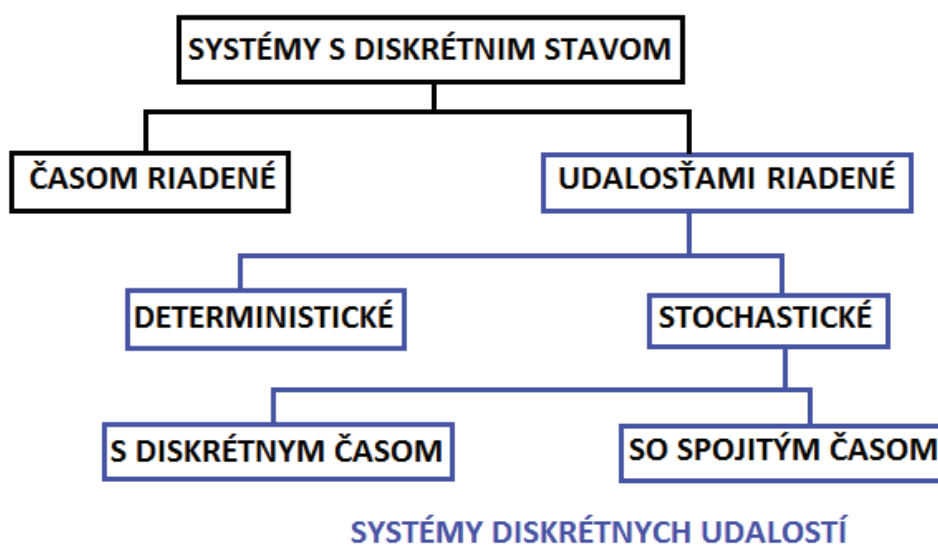 SYSTÉMY S DISKRÉTNIM STAVOM
ČASOM RIADENÉ
UDALOSŤAMI RIADENÉ
DETERMINISTICKÉ
STOCHASTICKÉ
S DISKRÉTNYM ČASOM
SO SPOJITÝM ČASOM
SYSTÉMY DISKRÉTNYCH UDALOSTÍ